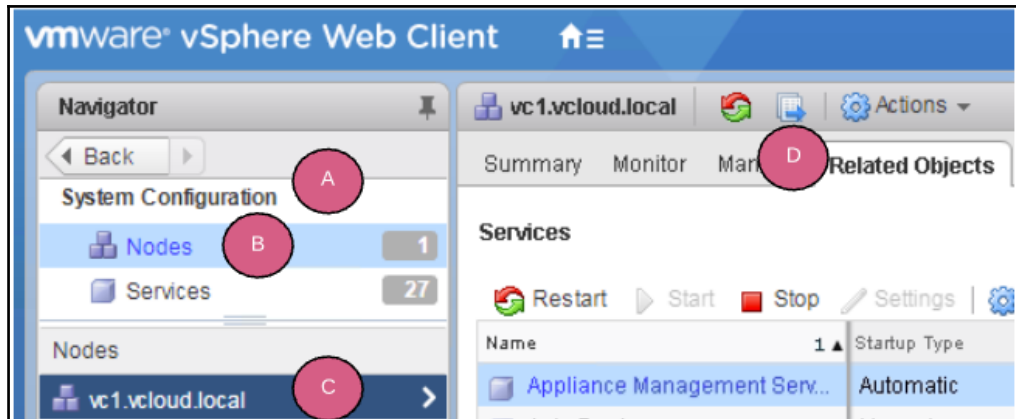 vmware® vSphere Web Client
Navigator
Back
System Configuration
A
Nodes
B
1
Services
27
Nodes
vc1.vcloud.local
C
vc1.vcloud.local
Actions
Summary Monitor Man
D
Related Objects
Services
Restart Start Stop Settings
Name 1 Startup Type
Appliance Management Serv... Automatic